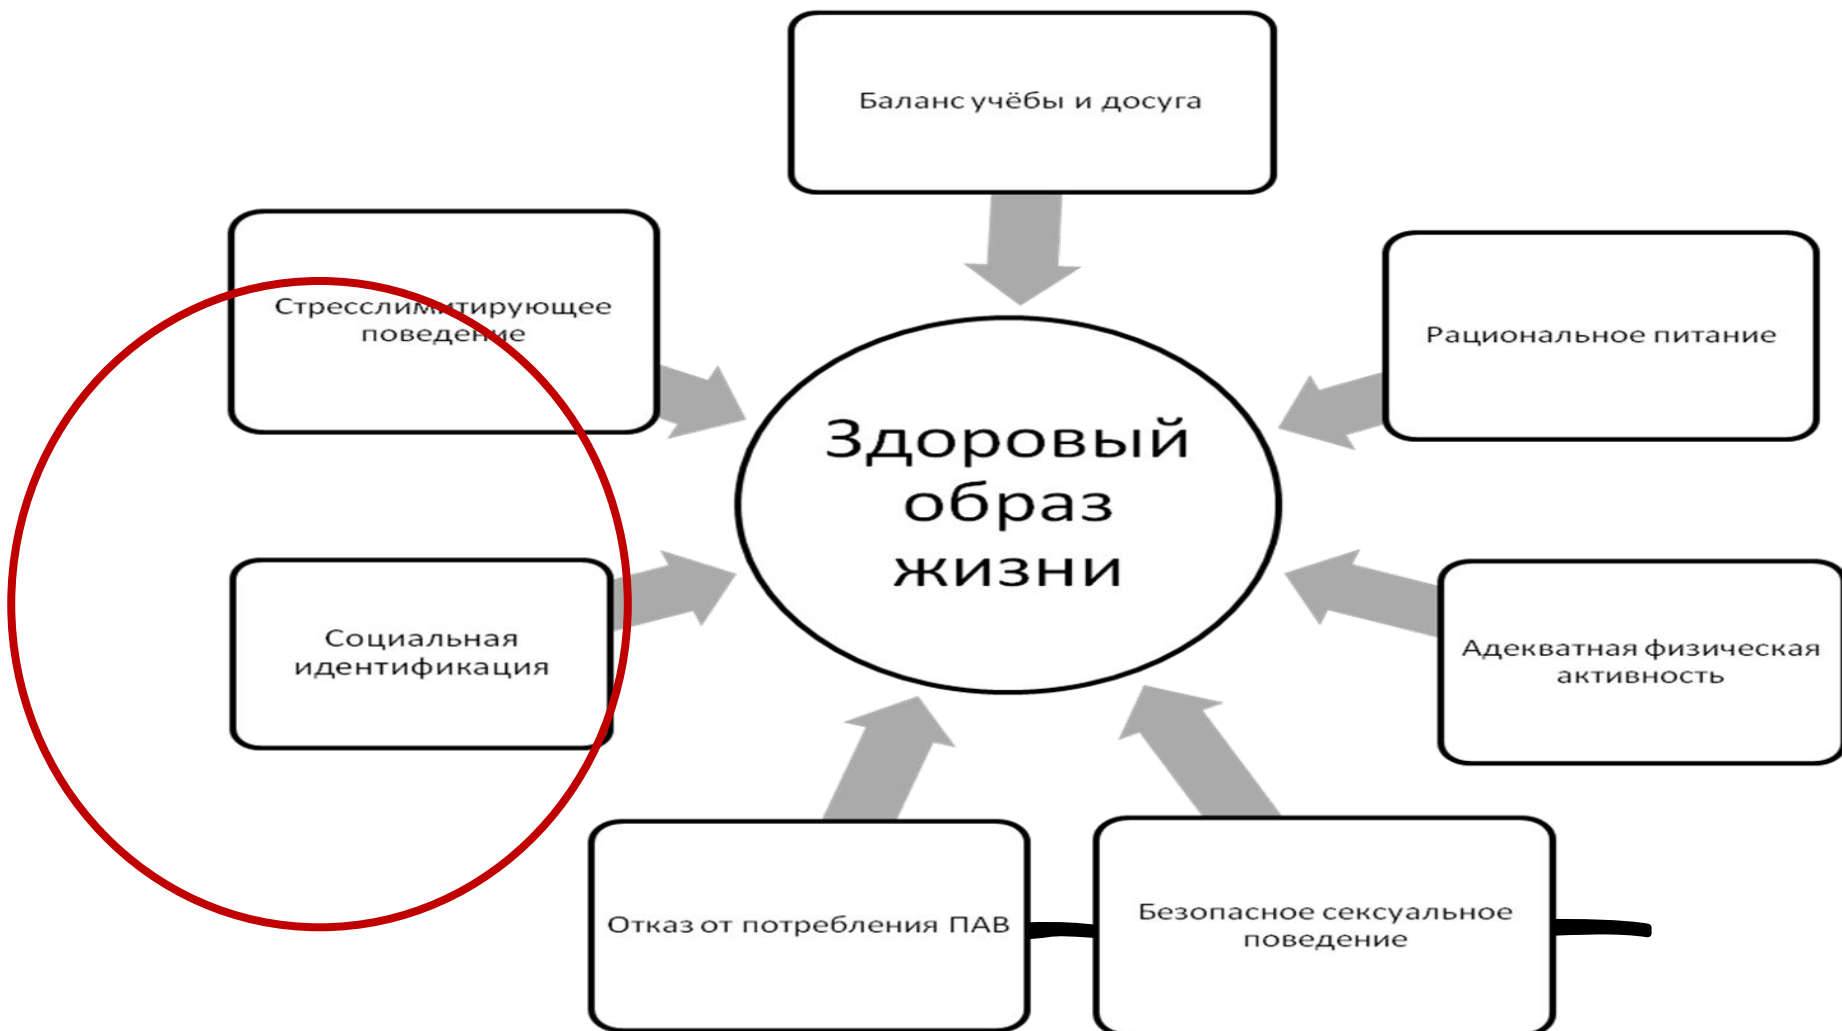 Баланс учёбы и досуга
Стресслимитирующее
поведение
Рациональное питание
Здоровый
образ
жизни
Социальная
идентификация
Адекватная физическая
активность
Отказ от потребления ПАВ
Безопасное сексуальное
поведение